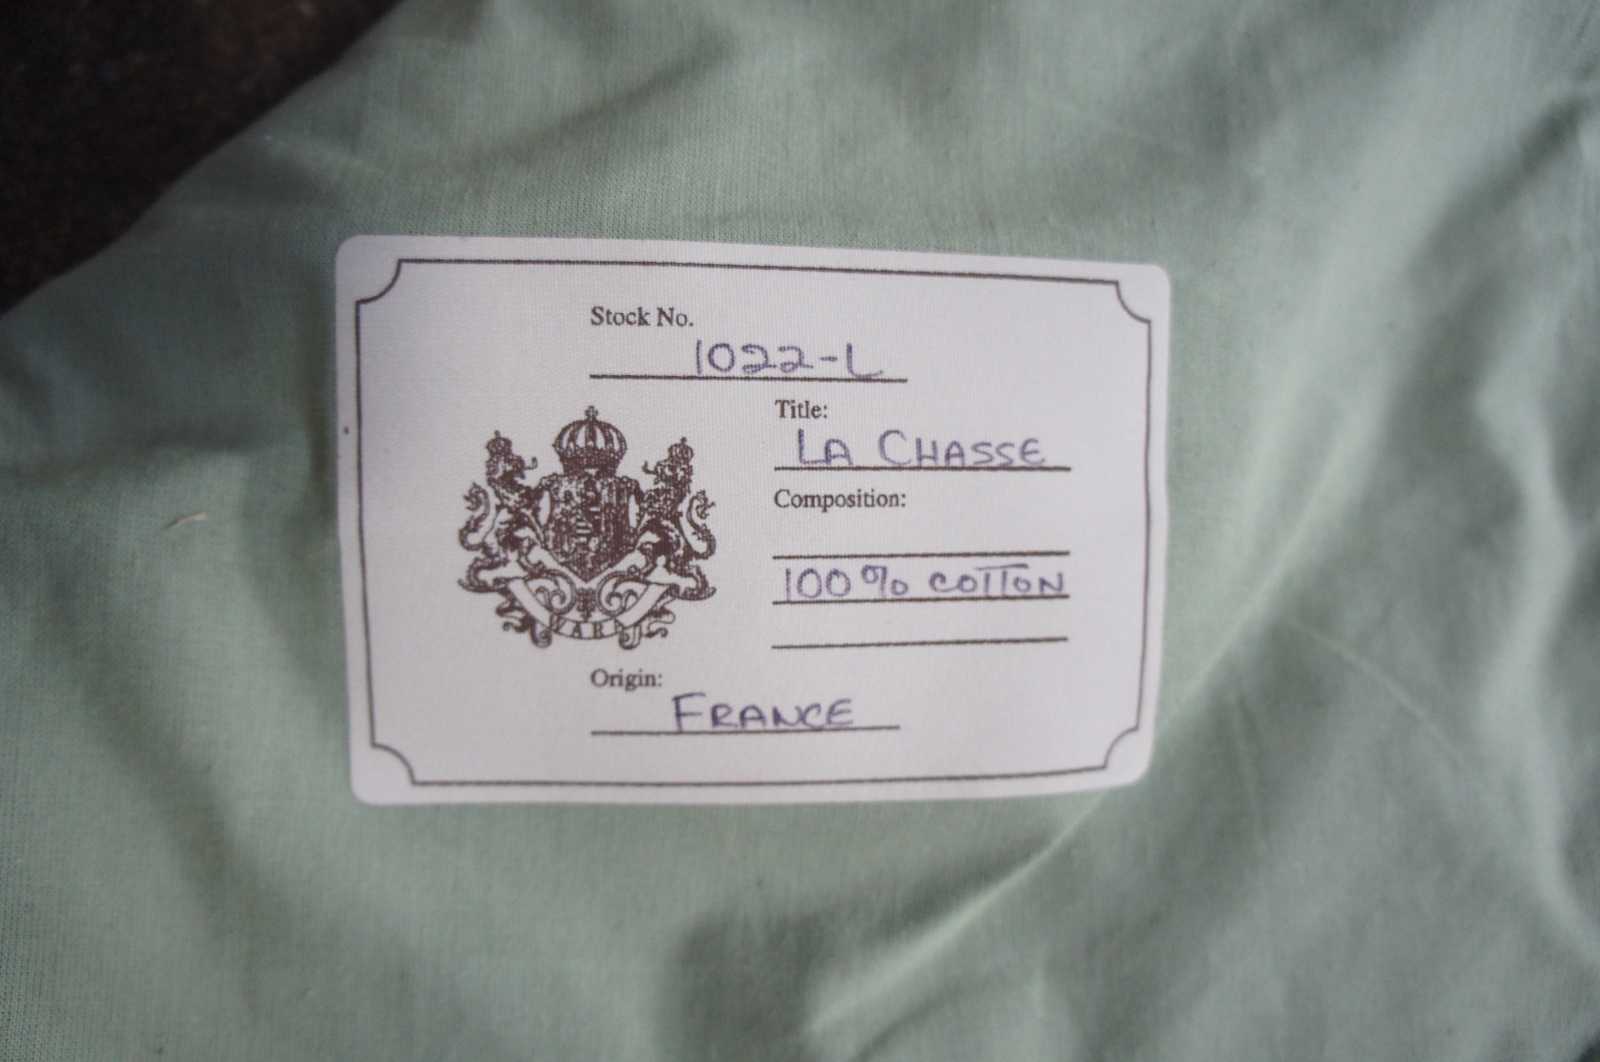 Stock No.
1022-L
Title:
LA CHASSE
Composition:
100% COTTON
Origin:
FRANCE